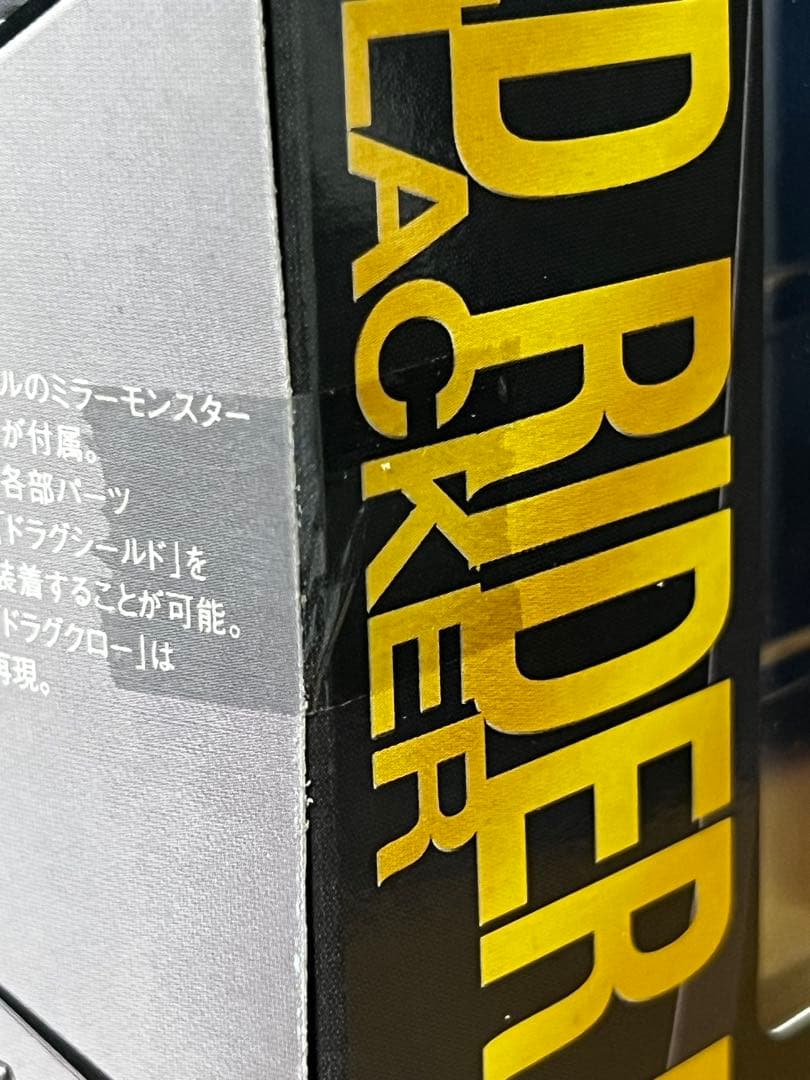 ルのミラーモンスター
が付属。
各部パーツ
「ドラグシールド」を
装着することが可能。
「ドラグクロー」は
再現。
D RIDER
LACKER